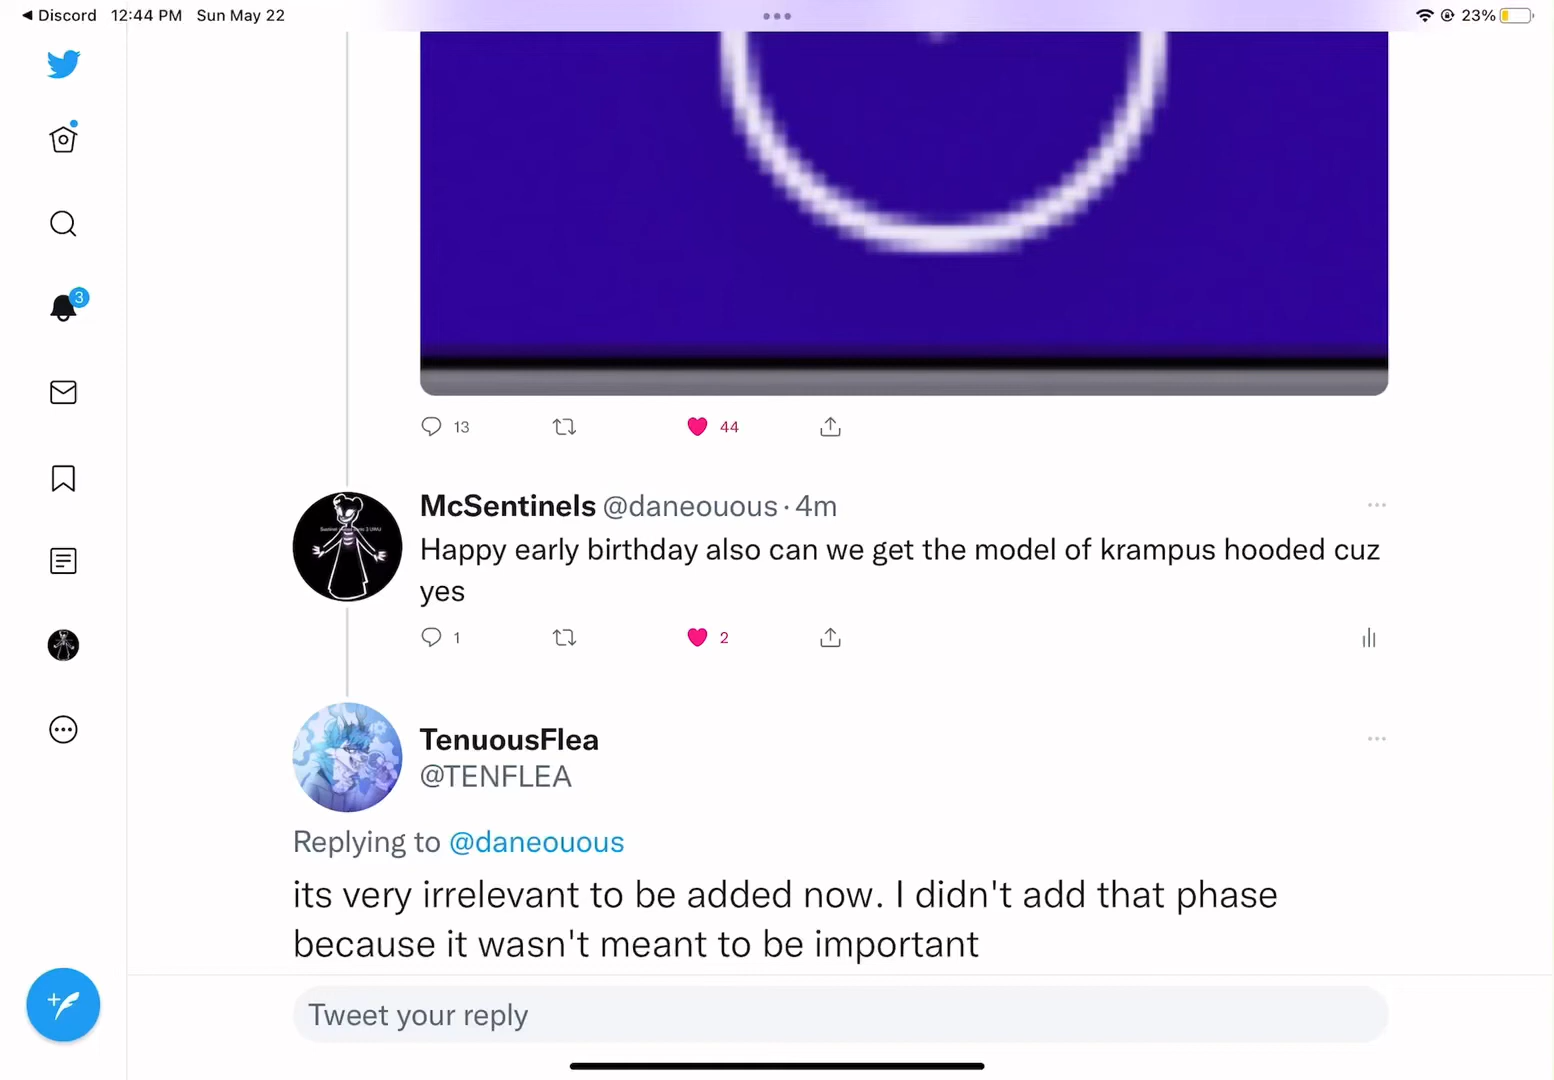 ◀ Discord 12:44 PM Sun May 22
23%
13
44
McSentinels @daneouous · 4m
Happy early birthday also can we get the model of krampus hooded cuz
yes
1
2
3
TenuousFlea
@TENFLEA
Replying to @daneouous
its very irrelevant to be added now. I didn't add that phase
because it wasn't meant to be important
Tweet your reply